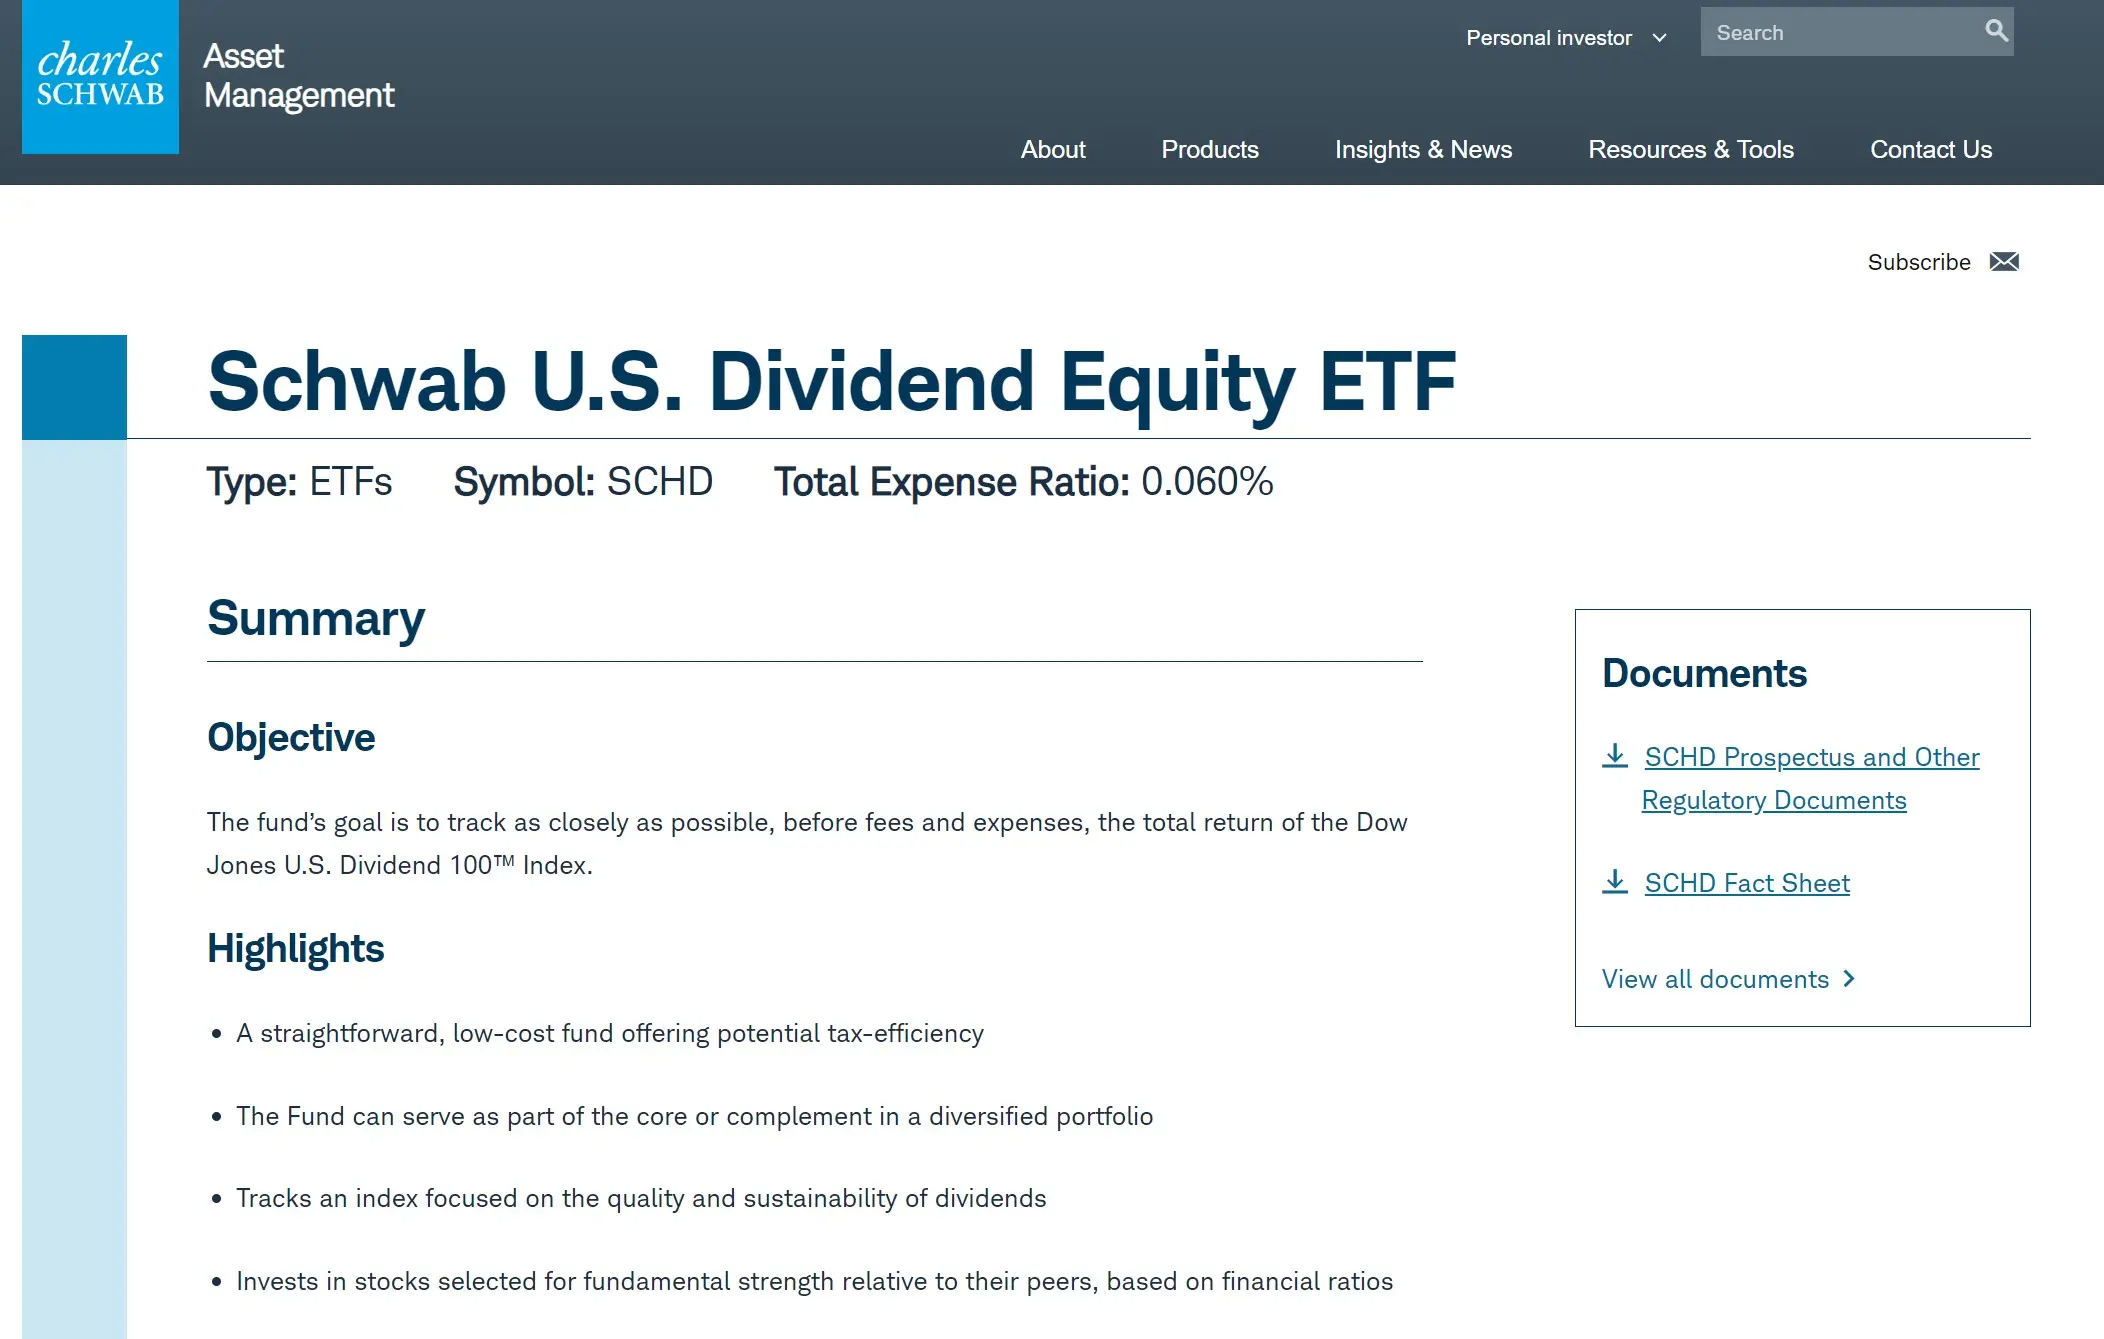 charles
SCHWAB
Asset
Management
Personal investor
Search
About
Products
Insights & News
Resources & Tools
Contact Us
Subscribe
Schwab U.S. Dividend Equity ETF
Type: ETFs
Symbol: SCHD
Total Expense Ratio: 0.060%
Summary
Objective
The fund’s goal is to track as closely as possible, before fees and expenses, the total return of the Dow
Jones U.S. Dividend 100™ Index.
Highlights
• A straightforward, low-cost fund offering potential tax-efficiency
• The Fund can serve as part of the core or complement in a diversified portfolio
• Tracks an index focused on the quality and sustainability of dividends
• Invests in stocks selected for fundamental strength relative to their peers, based on financial ratios
Documents
SCHD Prospectus and Other
Regulatory Documents
SCHD Fact Sheet
View all documents